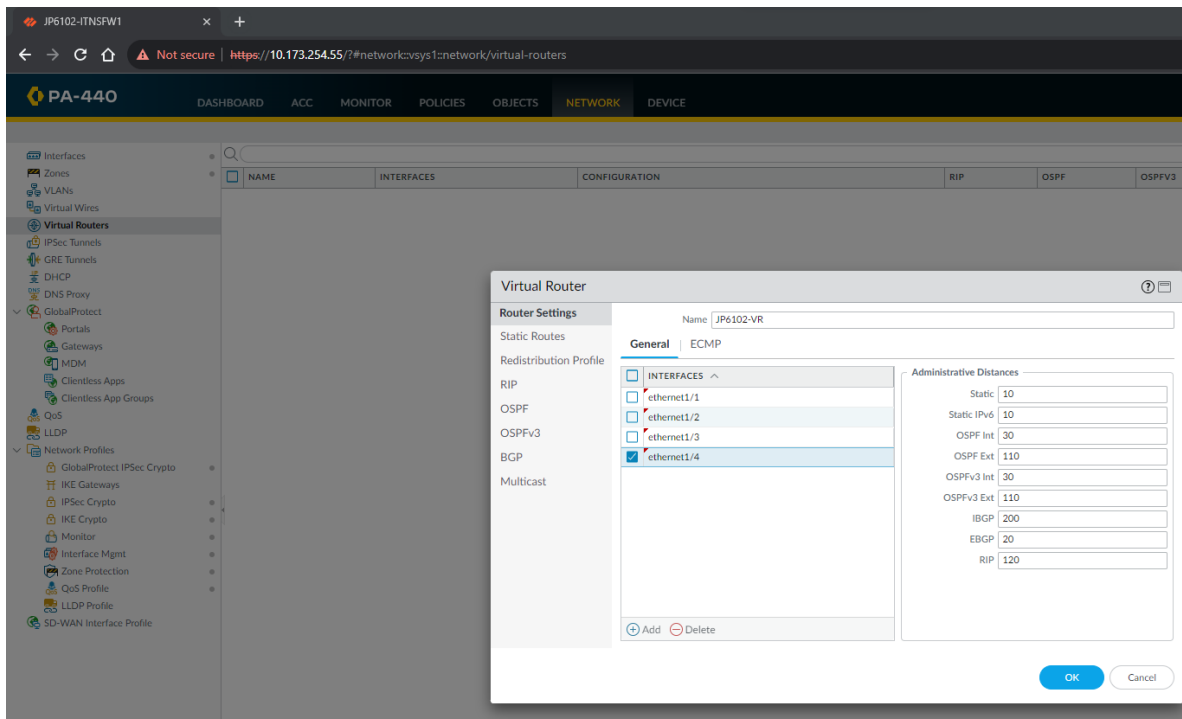 JP6102-ITNSFW1
Not secure | https://10.173.254.55/?#network::vsys1::network/virtual-routers
PA-440
DASHBOARD ACC MONITOR POLICIES OBJECTS NETWORK DEVICE
Interfaces
Zones
VLANs
Virtual Wires
Virtual Routers
IPSec Tunnels
GRE Tunnels
DHCP
DNS Proxy
GlobalProtect
Portals
Gateways
MDM
Clientless Apps
Clientless App Groups
QoS
LLDP
Network Profiles
GlobalProtect IPSec Crypto
IKE Gateways
IPSec Crypto
IKE Crypto
Monitor
Interface Mgmt
Zone Protection
QoS Profile
LLDP Profile
SD-WAN Interface Profile
NAME INTERFACES CONFIGURATION RIP OSPF OSPFV3
Virtual Router
Router Settings
Static Routes
Redistribution Profile
RIP
OSPF
OSPFv3
BGP
Multicast
Name JP6102-VR
General | ECMP
INTERFACES
ethernet1/1
ethernet1/2
ethernet1/3
ethernet1/4
Add Delete
Administrative Distances
Static 10
Static IPv6 10
OSPF Int 30
OSPF Ext 110
OSPFv3 Int 30
OSPFv3 Ext 110
IBGP 200
EBGP 20
RIP 120
OK Cancel